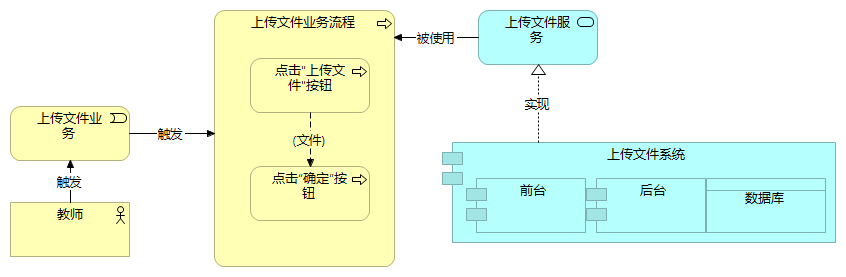 上传文件业务流程
点击"上传文
件"按钮
(文件)
点击"确定"按
钮
上传文件业
务
触发
触发
教师
被使用
上传文件服
务
实现
上传文件系统
前台
后台
数据库